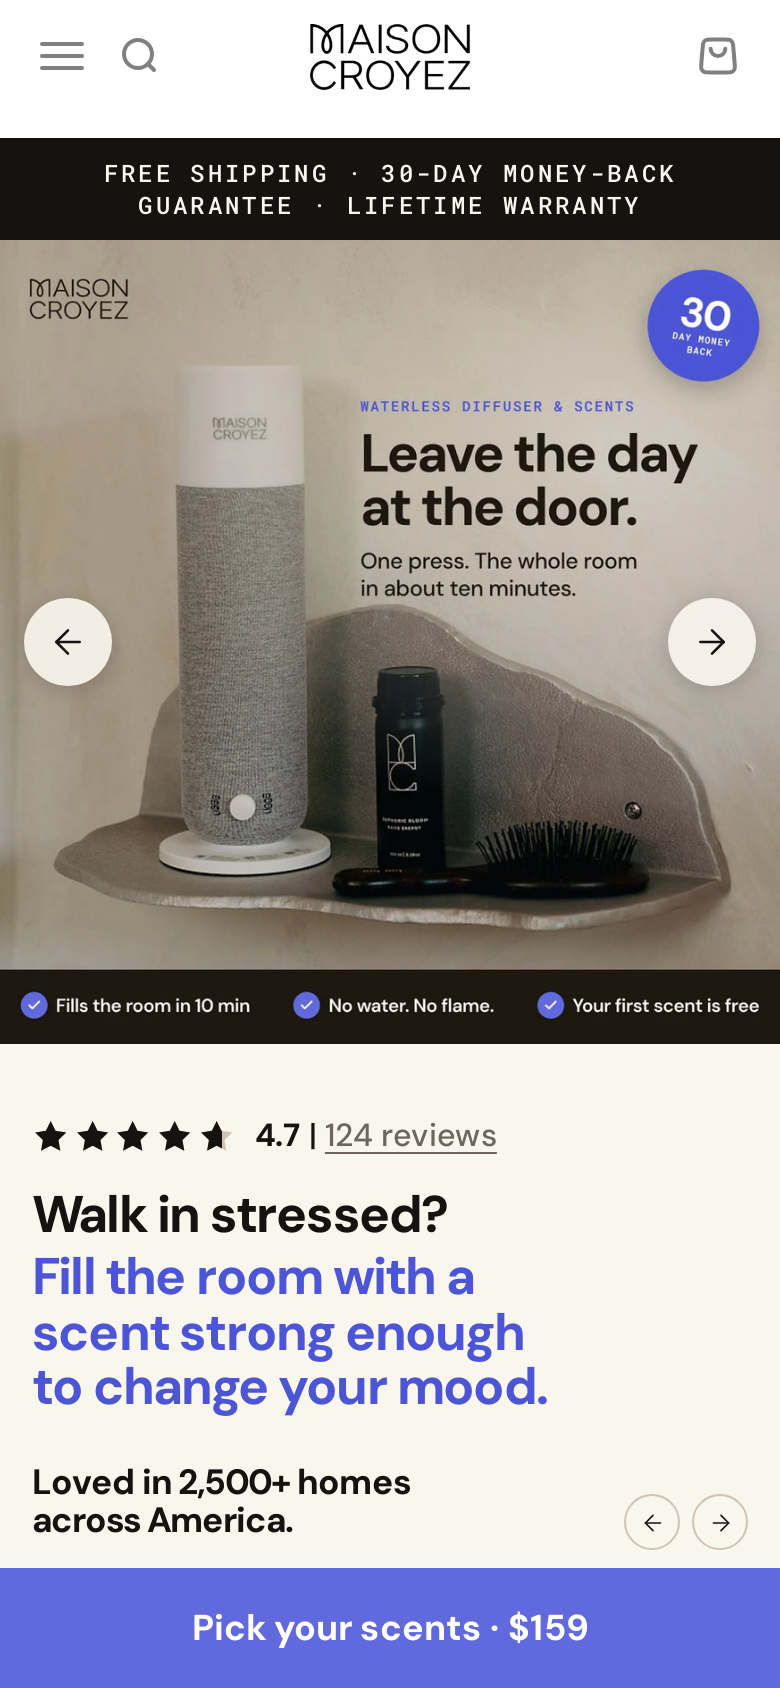 MAISON
CROYEZ
FREE SHIPPING · 30-DAY MONEY-BACK
GUARANTEE · LIFETIME WARRANTY
MAISON
CROYEZ
30
DAY MONEY
BACK
WATERLESS DIFFUSER & SCENTS
Leave the day
at the door.
One press. The whole room
in about ten minutes.
MAISON
CROYEZ
MC
EUPHORIC BLOOM
Fills the room in 10 min
No water. No flame.
Your first scent is free
4.7 | 124 reviews
Walk in stressed?
Fill the room with a
scent strong enough
to change your mood.
Loved in 2,500+ homes
across America.
Pick your scents · $159